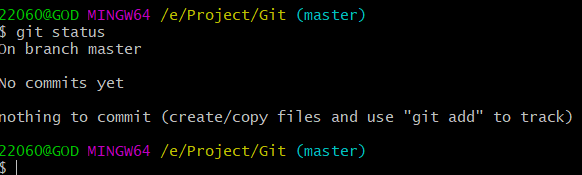 22060@GOD MINGW64 /e/Project/Git (master)
$ git status
On branch master
No commits yet
nothing to commit (create/copy files and use "git add" to track)
22060@GOD MINGW64 /e/Project/Git (master)
$